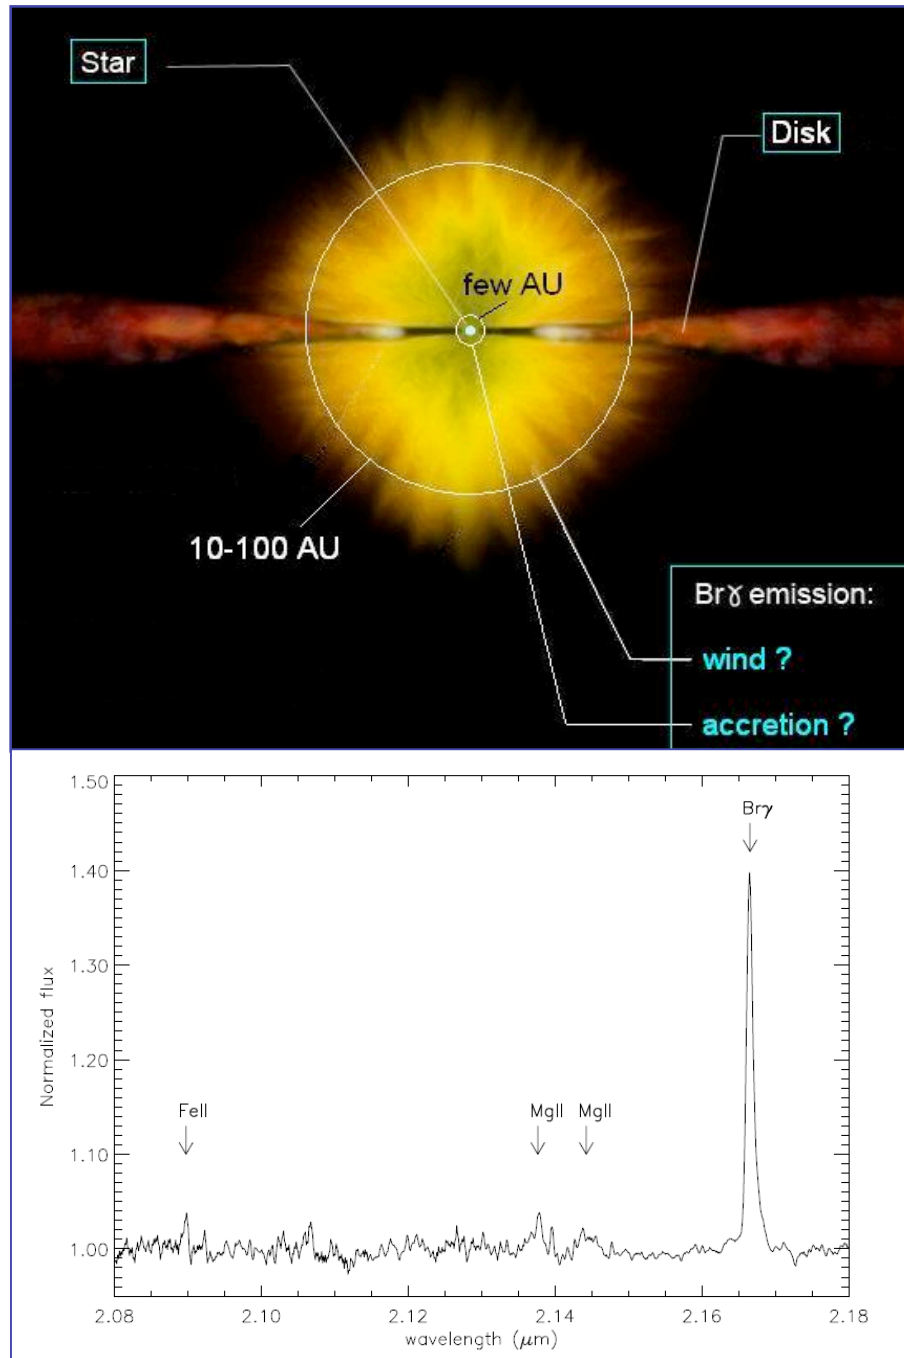 Star
Disk
few AU
10-100 AU
Brɣ emission:
wind ?
accretion ?
1.50
Brγ
1.40
1.30
1.20
FeII
MgII
MgII
1.10
1.00
Normalized flux
2.08
2.10
2.12
2.14
2.16
2.18
wavelength (μm)